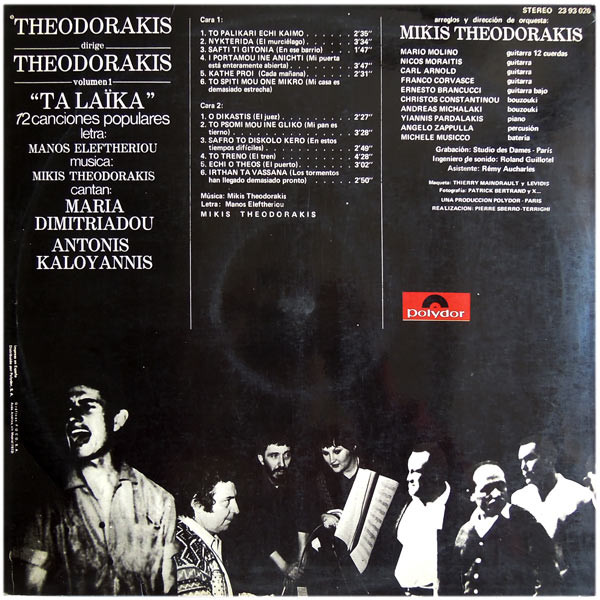 THEODORAKIS
dirige
THEODORAKIS
volumen 1
“TA LAÏKA”
12 canciones populares
letra:
MANOS ELEFTHERIOU
musica:
MIKIS THEODORAKIS
cantan:
MARIA
DIMITRIADOU
ANTONIS
KALOYANNIS
Cara 1:
1. TO PALIKARI ECHI KAIMO 2'35"
2. NYKTERIDA (El murciélago) 3'34"
3. SAFTI TI GITONIA (En ese barrio) 1'47"
4. I PORTAMOU INE ANICHTI (Mi puerta
está enteramente abierta) 3'47"
5. KATHE PROI (Cada mañana) 2'31"
6. TO SPITI MOU ONE MIKRO (Mi casa es
demasiado estrecha)
Cara 2:
1. O DIKASTIS (El juez) 2'27"
2. TO PSOMI MOU INE GLIKO (Mi pan es
tierno) 3'28"
3. SAFRO TO DISKOLO KERO (En estos
tiempos difíciles) 2'49"
4. TO TRENO (El tren) 4'28"
5. ECHI O THEOS (El puerto) 3'02"
6. IRTHAN TA VASSANA (Los tormentos
han llegado demasiado pronto) 2'50"
Música: Mikis Theodorakis
Letra: Manos Eleftheriou
MIKIS THEODORAKIS
STEREO 23 93 026
arreglos y dirección de orquesta:
MIKIS THEODORAKIS
MARIO MOLINO guitarra 12 cuerdas
NICOS MORAITIS guitarra
CARL ARNOLD guitarra
FRANCO CORVASCE guitarra
ERNESTO BRANCUCCI guitarra bajo
CHRISTOS CONSTANTINOU bouzouki
ANDREAS MICHALAKI bouzouki
YIANNIS PARDALAKIS piano
ANGELO ZAPPULLA percusión
MICHELE MUSICCO batería
Grabación: Studio des Dames - París
Ingeniero de sonido: Roland Guillotel
Asistente: Rémy Aucharles
Maqueta: THIERRY MAINDRAULT y LEVIDIS
Fotografía: PATRICK BERTRAND y X...
UNA PRODUCCION POLYDOR - PARIS
REALIZACION: PIERRE SBERRO-TERRIGHI
polydor
Impreso en España
Distribuido por Polydor, S. A.